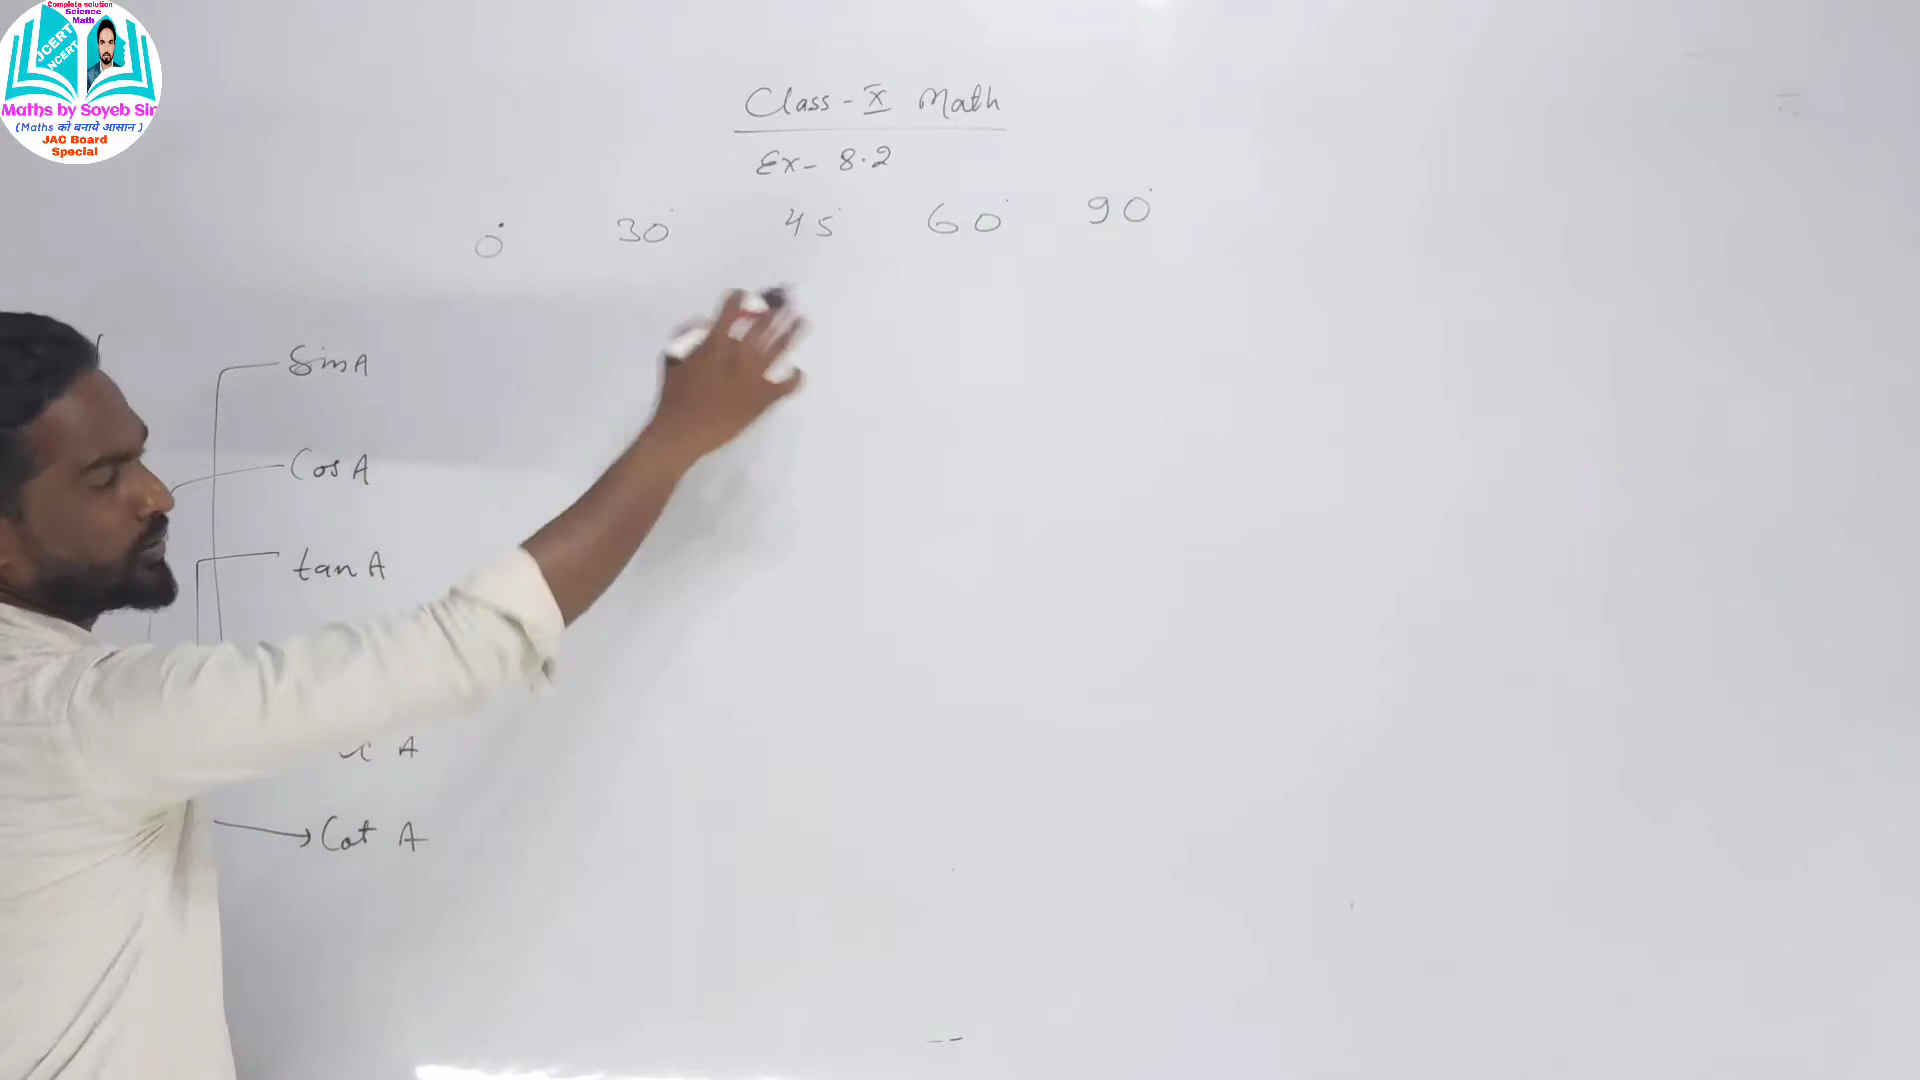 Complete solution
Science
Math
JCERT
NCERT
Maths by Soyeb Sir
(Maths को बनाये आसान)
JAC Board
Special
Class - X Math
Ex- 8.2
0° 30° 45° 60° 90°
Sin A
Cos A
tan A
A
Cot A